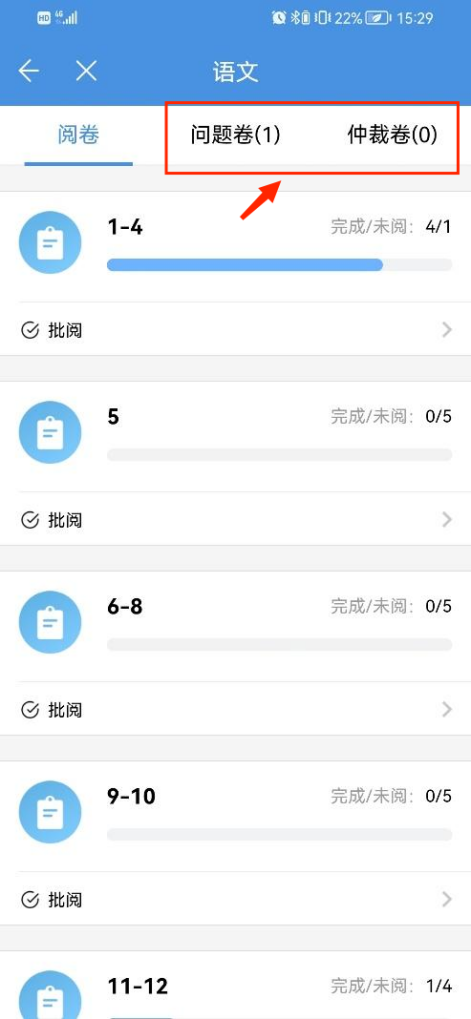 HD 4G 22% 15:29
语文
阅卷 问题卷(1) 仲裁卷(0)
1-4 完成/未阅: 4/1
批阅
5 完成/未阅: 0/5
批阅
6-8 完成/未阅: 0/5
批阅
9-10 完成/未阅: 0/5
批阅
11-12 完成/未阅: 1/4